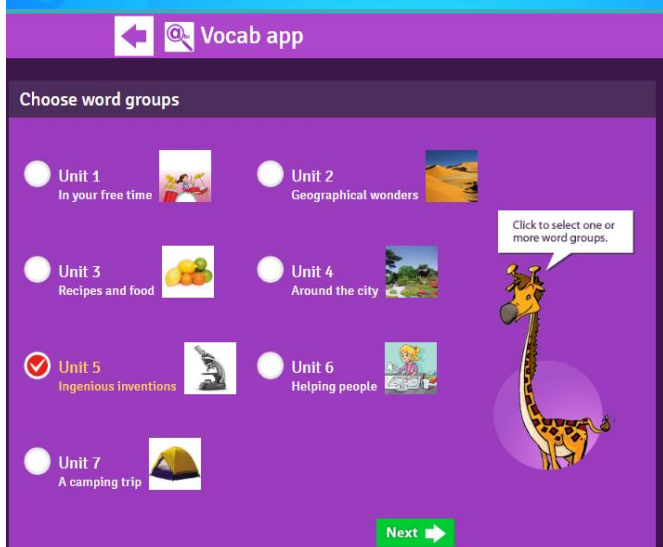 Vocab app
Choose word groups
Unit 1
In your free time
Unit 2
Geographical wonders
Click to select one or
more word groups.
Unit 3
Recipes and food
Unit 4
Around the city
Unit 5
Ingenious inventions
Unit 6
Helping people
Unit 7
A camping trip
Next